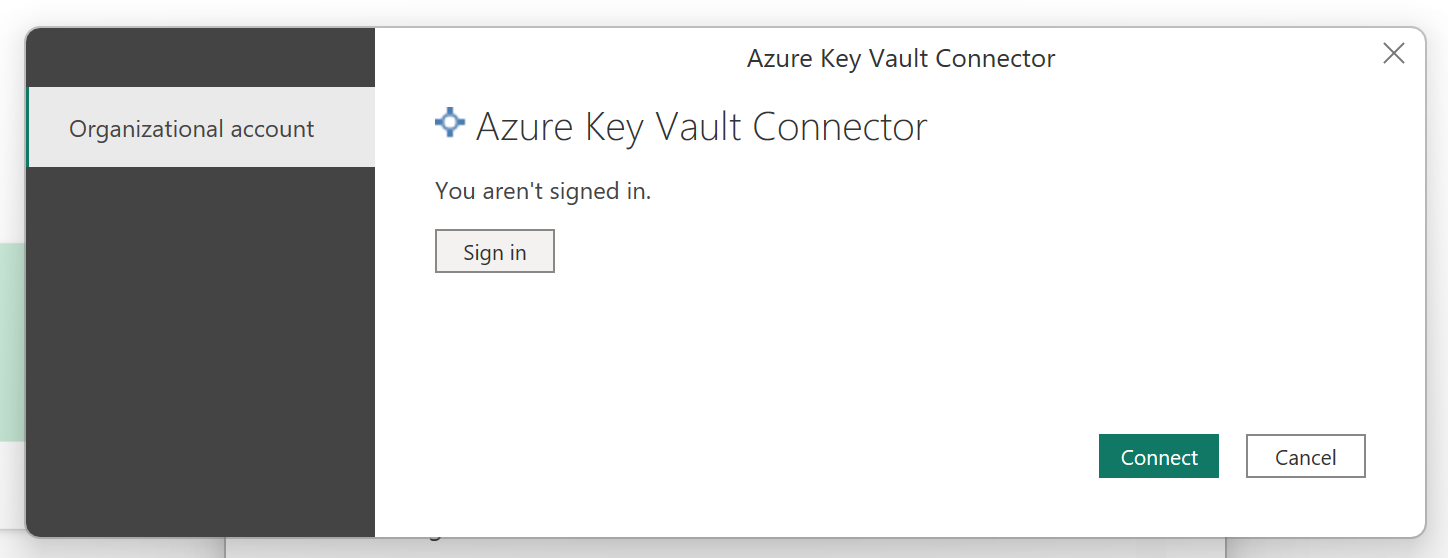 Azure Key Vault Connector
Organizational account
Azure Key Vault Connector
You aren't signed in.
Sign in
Connect
Cancel